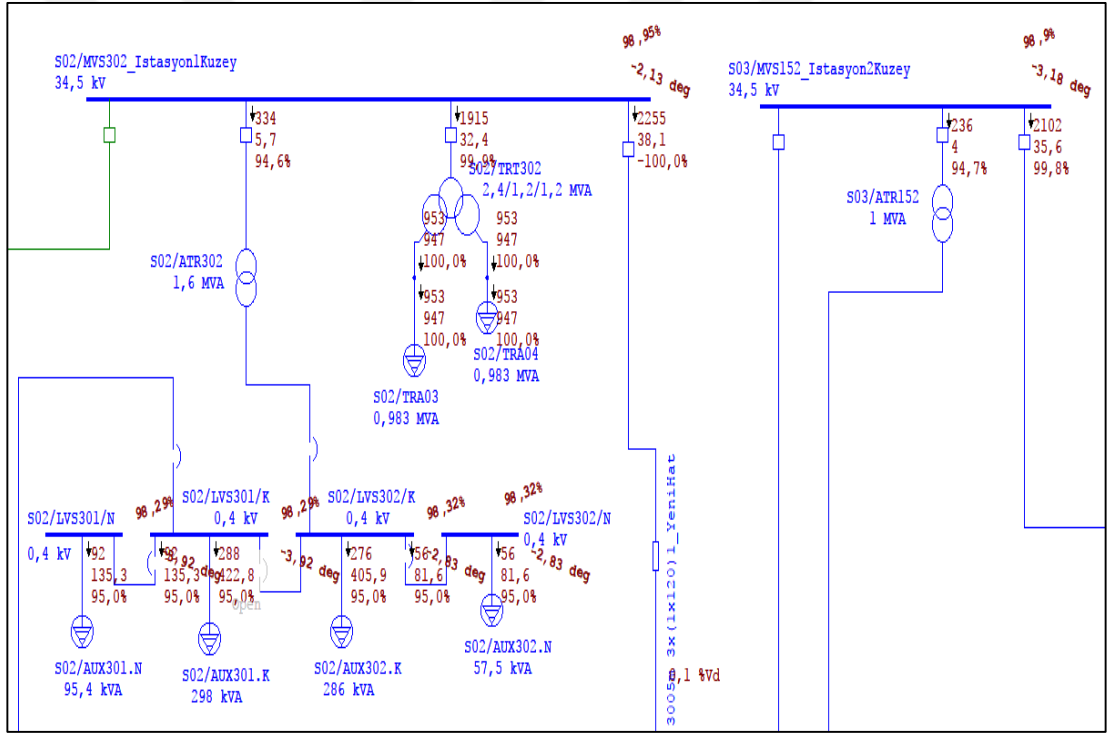 S02/MVS302_Istasyon1Kuzey
34,5 kV
98,95%
-2,13 deg
S03/MVS152_Istasyon2Kuzey
34,5 kV
98,9%
-3,18 deg
334
5,7
94,6%
1915
32,4
99,9%
2255
38,1
-100,0%
236
4
94,7%
2102
35,6
99,8%
S02/TRT302
2,4/1,2/1,2 MVA
S03/ATR152
1 MVA
953
947
100,0%
953
947
100,0%
S02/ATR302
1,6 MVA
953
947
100,0%
953
947
100,0%
S02/TRA04
0,983 MVA
S02/TRA03
0,983 MVA
S02/LVS301/N
0,4 kV
98,29%
S02/LVS301/K
0,4 kV
98,29%
S02/LVS302/K
0,4 kV
98,32%
98,32%
S02/LVS302/N
0,4 kV
92
135,3
95,0%
92
135,3
95,0%
-3,92 deg
288
422,8
95,0%
Open
-3,92 deg
276
405,9
95,0%
56
81,6
95,0%
-2,83 deg
56
81,6
95,0%
-2,83 deg
S02/AUX301.N
95,4 kVA
S02/AUX301.K
298 kVA
S02/AUX302.K
286 kVA
S02/AUX302.N
57,5 kVA
3x(1x120)1_YeniHat
%Vd